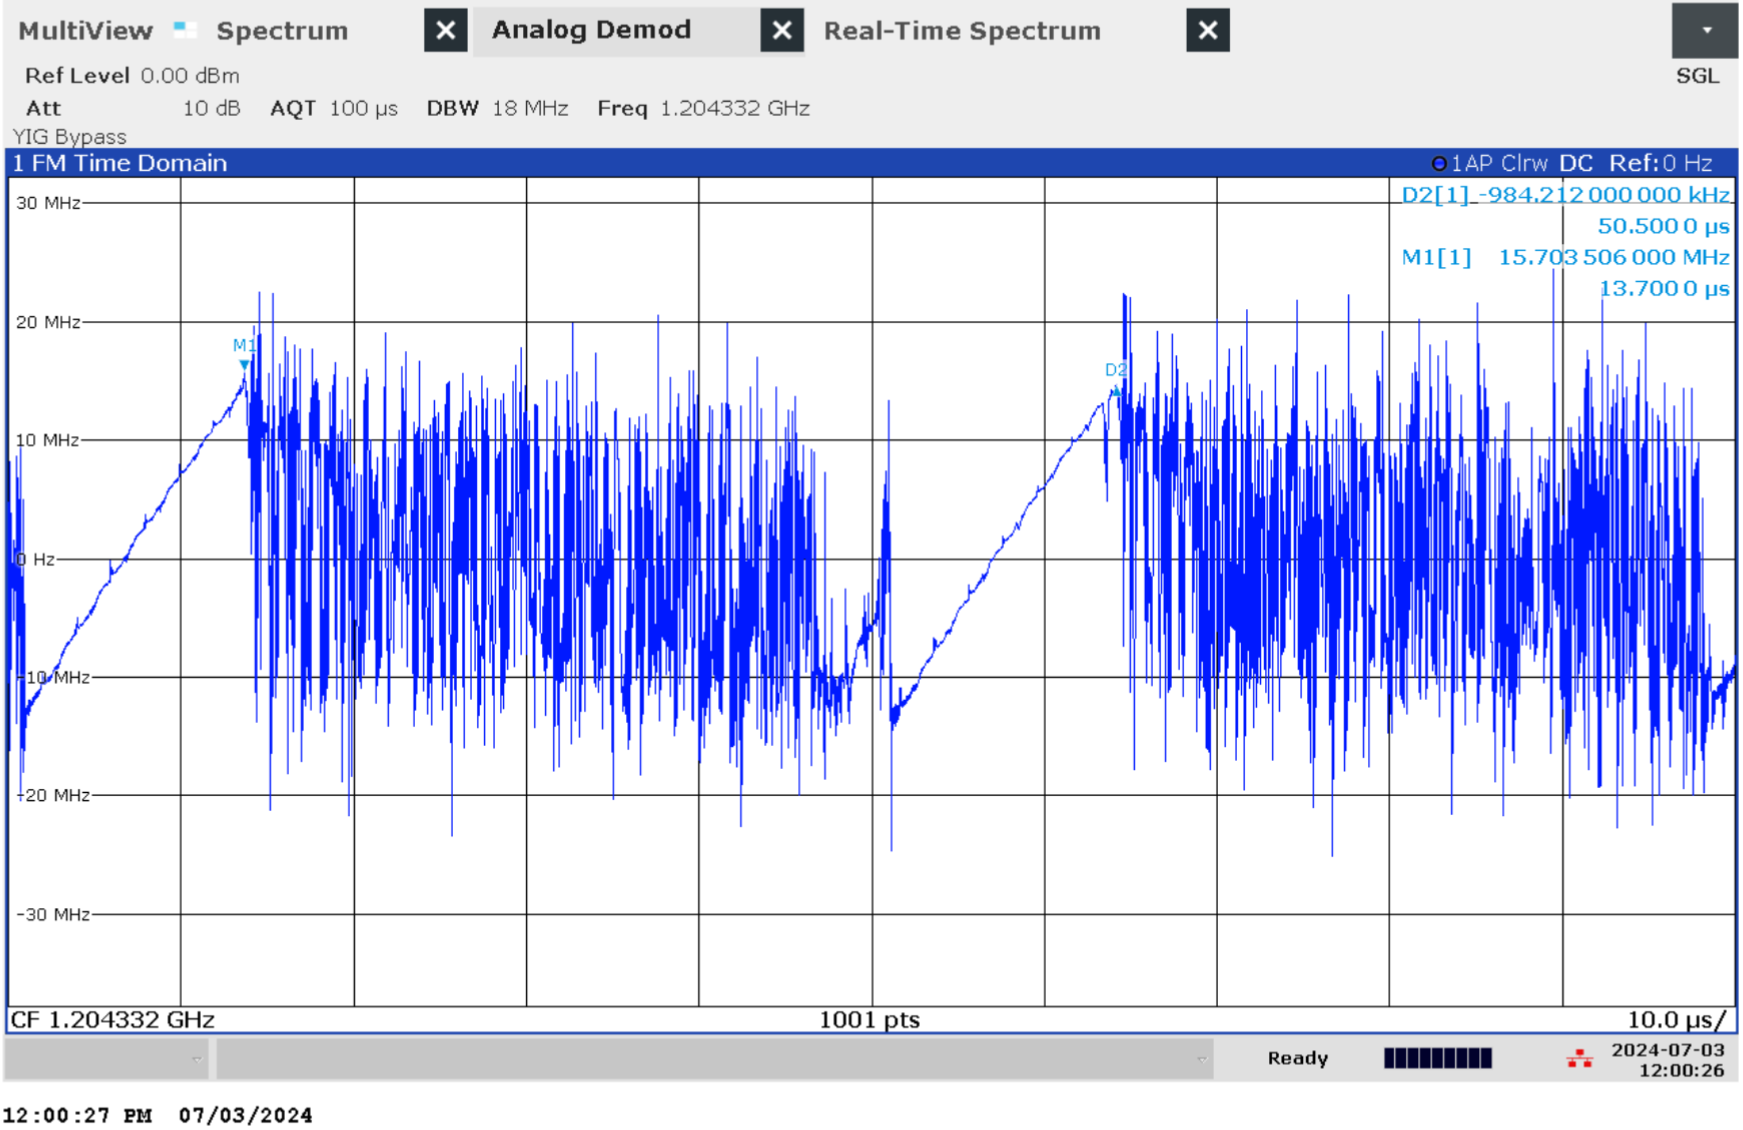 MultiView Spectrum X Analog Demod X Real-Time Spectrum X
Ref Level 0.00 dBm SGL
Att 10 dB AQT 100 µs DBW 18 MHz Freq 1.204332 GHz
YIG Bypass
1 FM Time Domain 1AP Clrw DC Ref:0 Hz
D2[1] -984.212 000 000 kHz
30 MHz
50.500 0 µs
M1[1] 15.703 506 000 MHz
13.700 0 µs
20 MHz
M1
D2
10 MHz
0 Hz
-10 MHz
-20 MHz
-30 MHz
CF 1.204332 GHz 1001 pts 10.0 µs/
Ready 2024-07-03
12:00:26
12:00:27 PM 07/03/2024